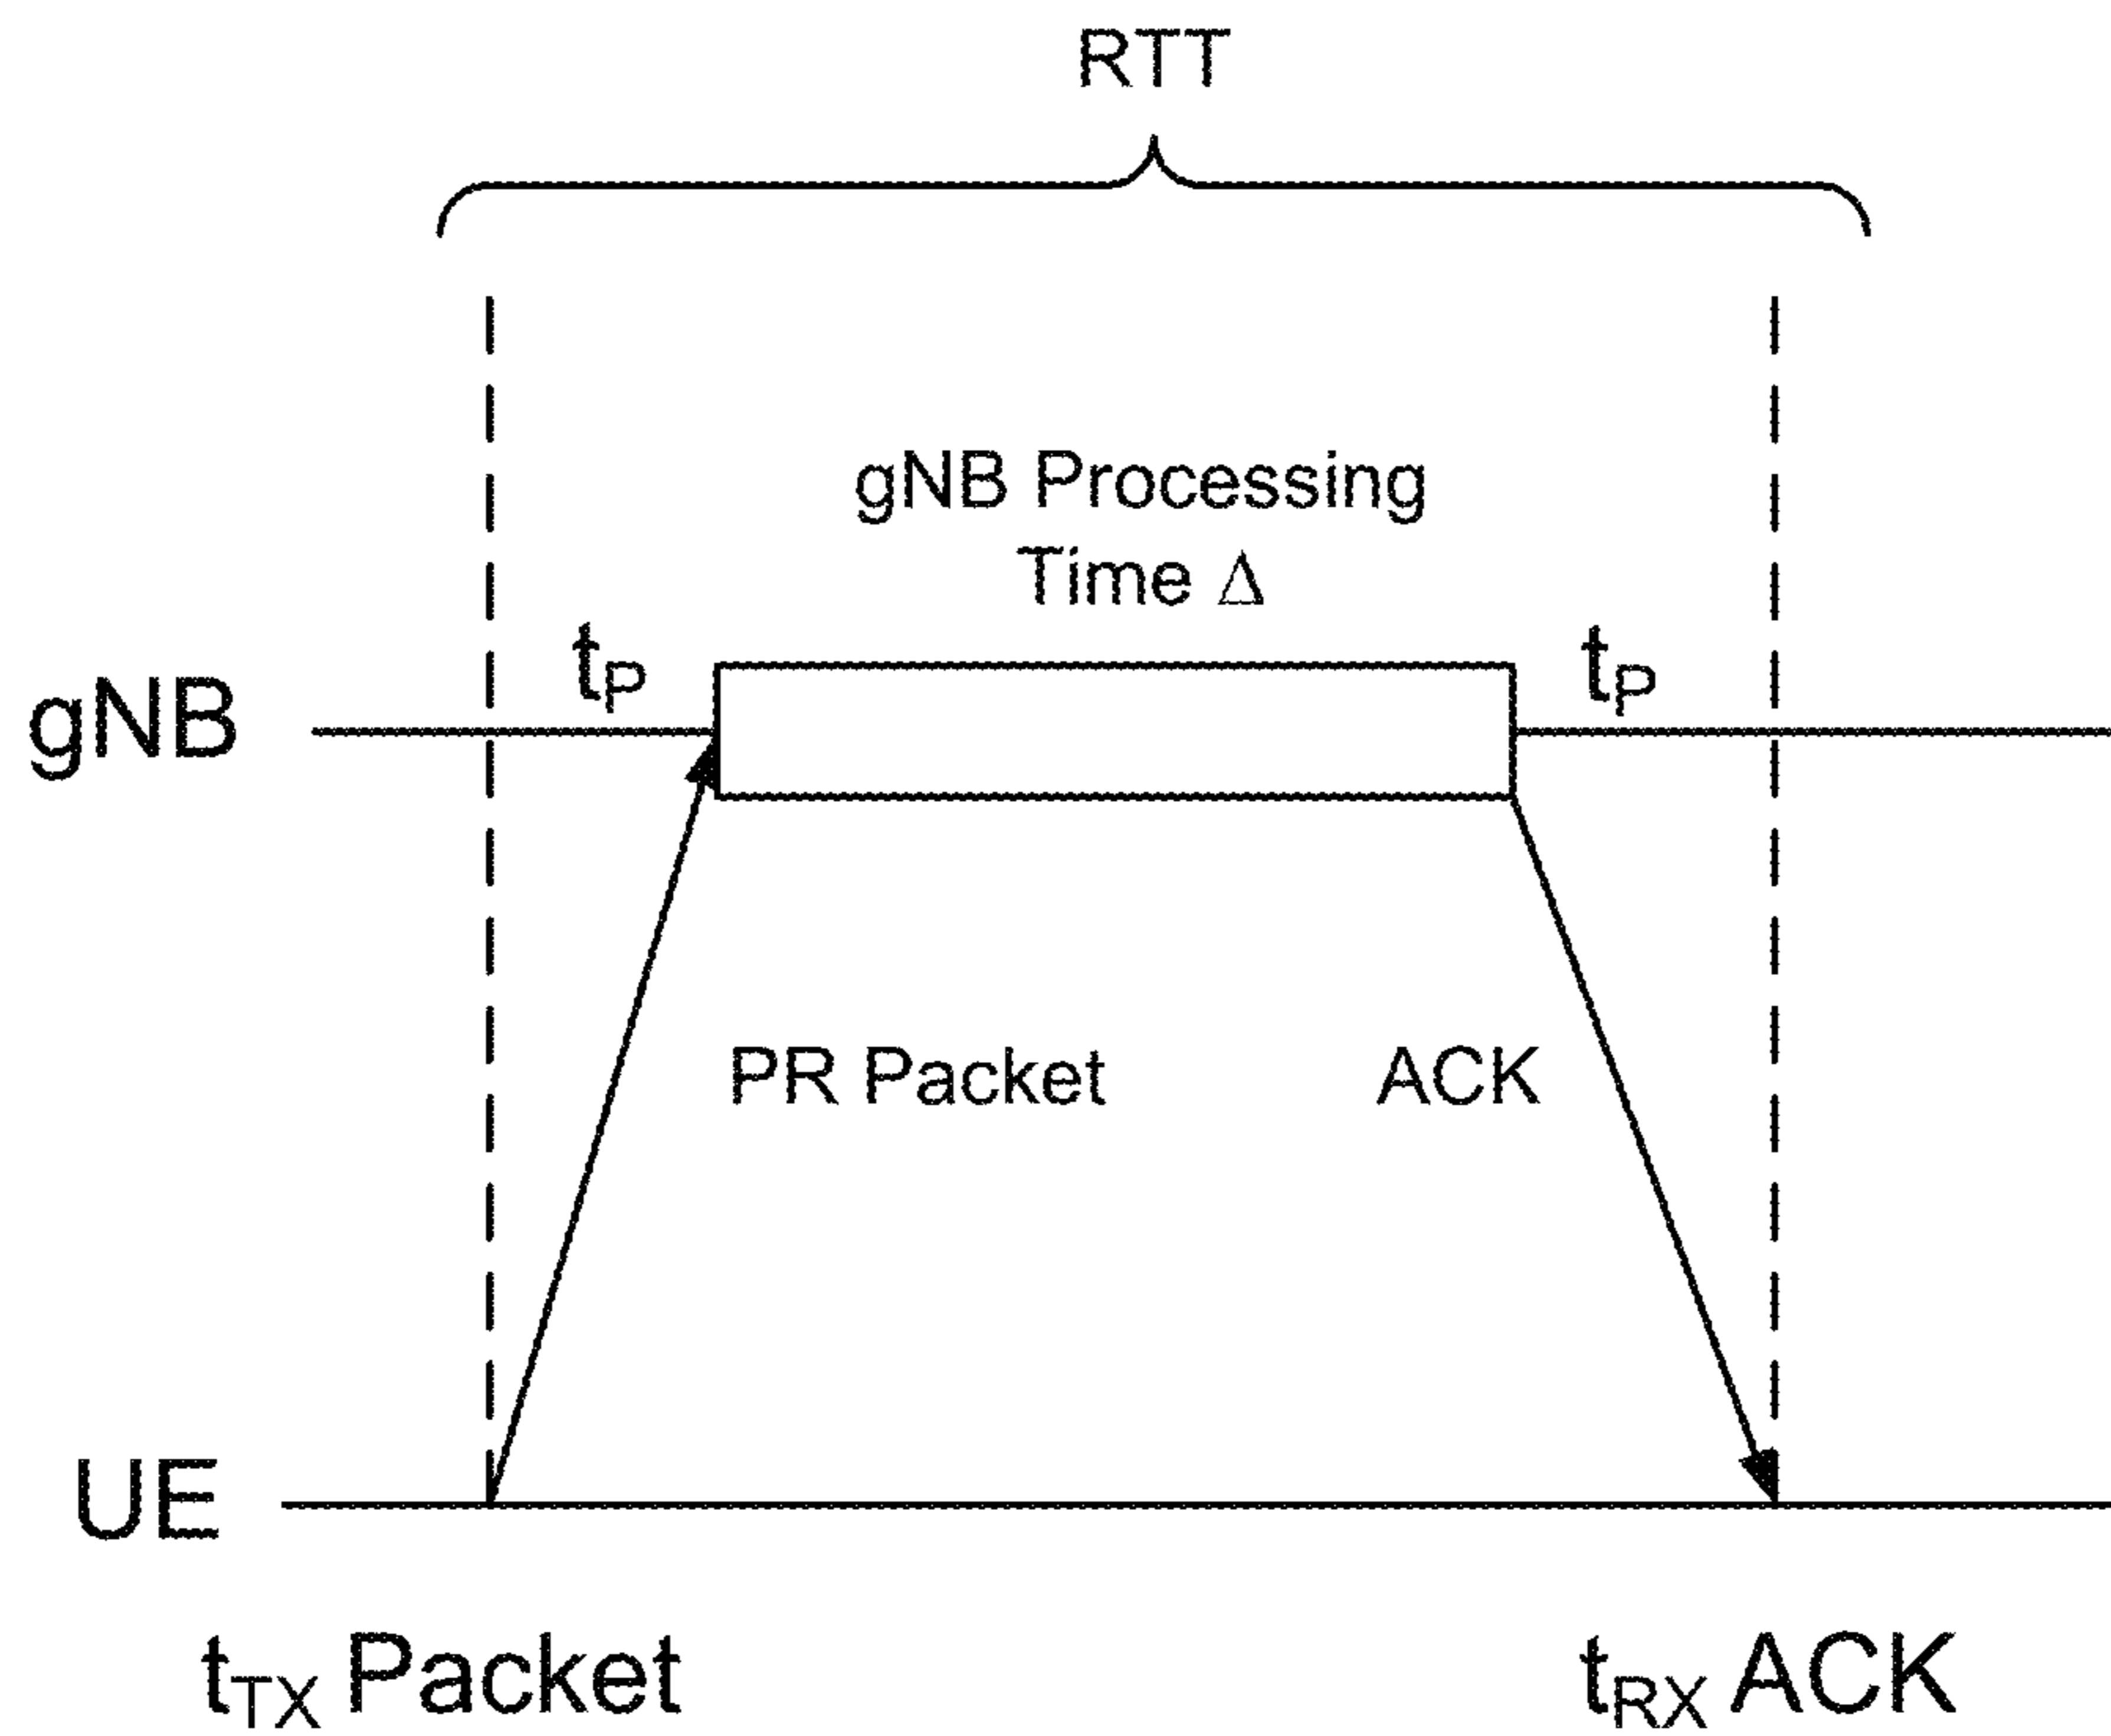 RTT
gNB Processing
Time Δ
tP
tP
gNB
PR Packet
ACK
UE
tTX Packet
tRX ACK